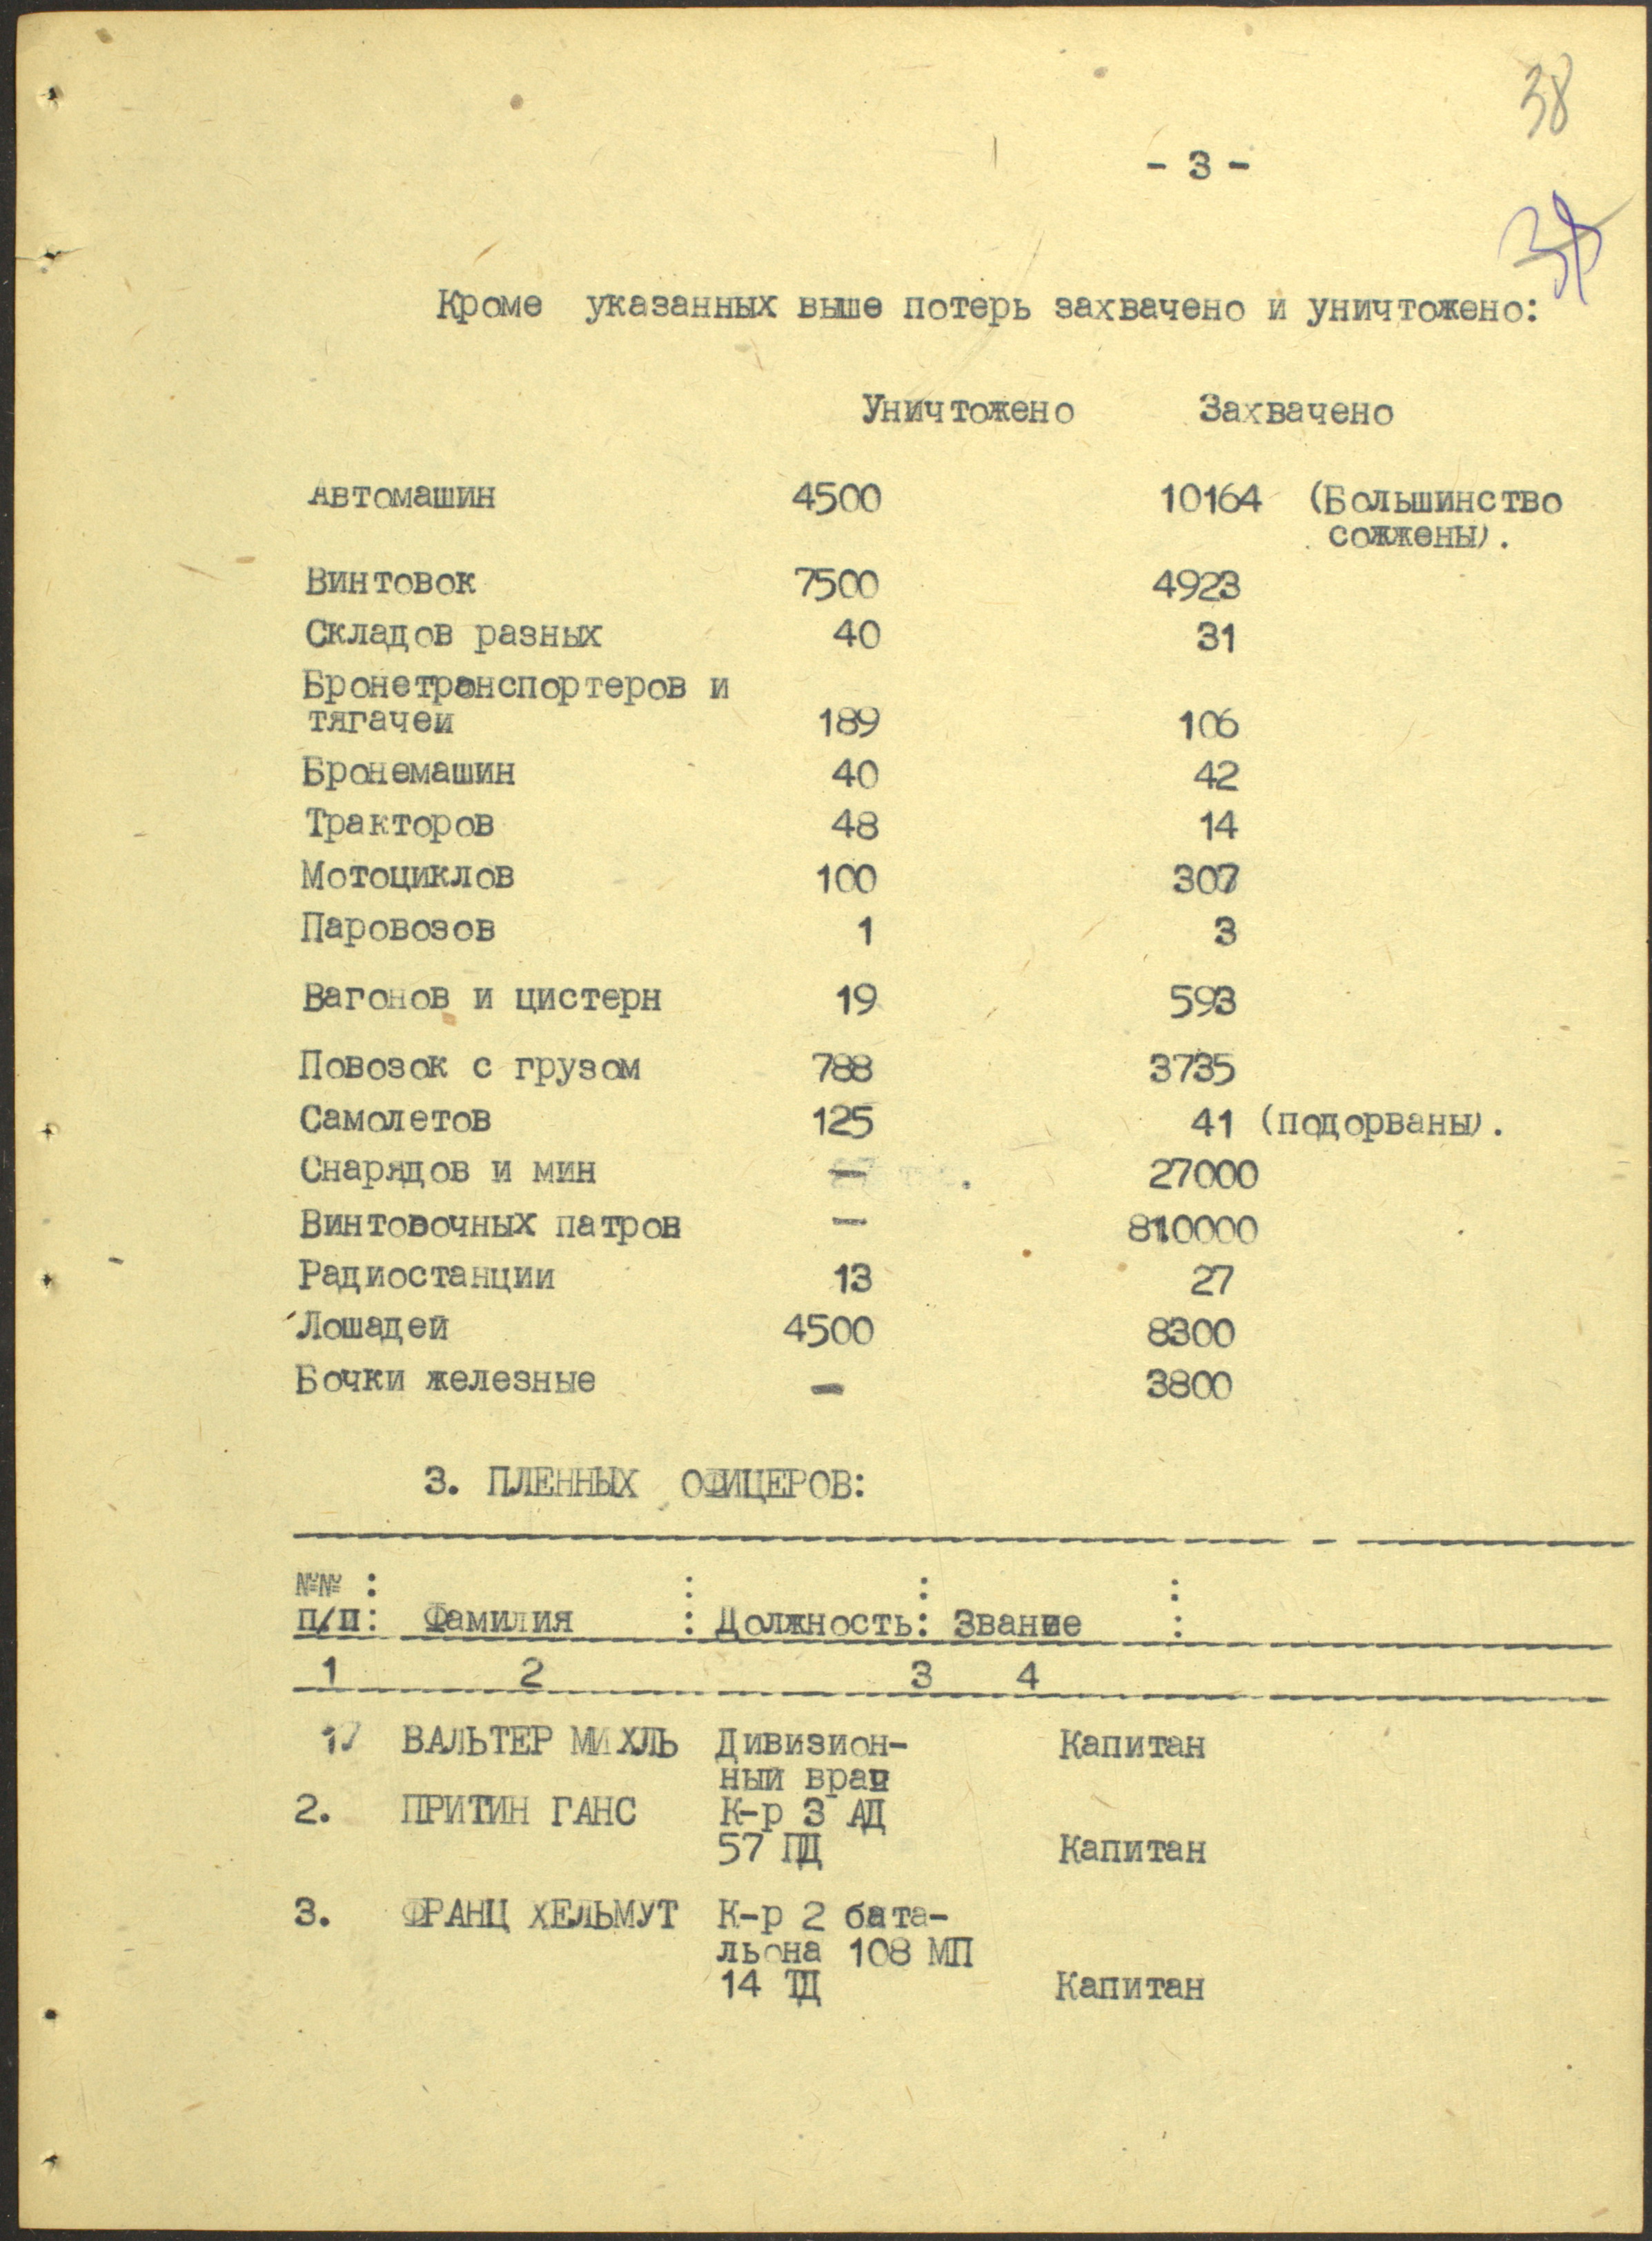 38
- 3 -
Кроме указанных выше потерь захвачено и уничтожено:
Уничтожено Захвачено
Автомашин 4500 10164 (Большинство
сожжены).
Винтовок 7500 4923
Складов разных 40 31
Бронетранспортеров и
тягачей 189 106
Бронемашин 40 42
Тракторов 48 14
Мотоциклов 100 307
Паровозов 1 3
Вагонов и цистерн 19 593
Повозок с грузом 788 3735
Самолетов 125 41 (подорваны).
Снарядов и мин — 27000
Винтовочных патрон — 810000
Радиостанции 13 27
Лошадей 4500 8300
Бочки железные — 3800
3. ПЛЕННЫХ ОФИЦЕРОВ:
№№ : : : :
п/п: Фамилия : Должность: Звание :
1 2 3 4
1. ВАЛЬТЕР МИХЛЬ Дивизион- Капитан
ный врач
2. ПРИТИН ГАНС К-р 3 АД
57 ПД Капитан
3. ФРАНЦ ХЕЛЬМУТ К-р 2 бата-
льона 108 МП
14 ТД Капитан